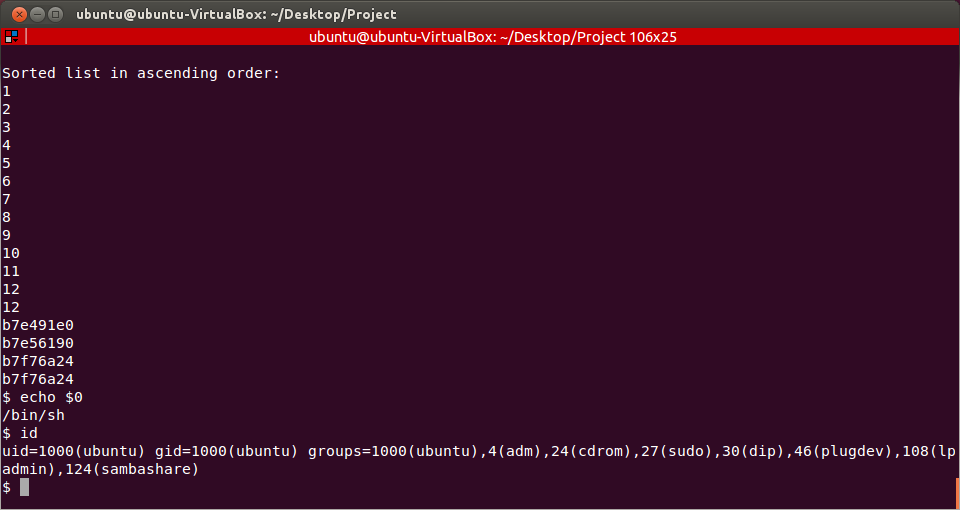 ubuntu@ubuntu-VirtualBox: ~/Desktop/Project
ubuntu@ubuntu-VirtualBox: ~/Desktop/Project 106x25
Sorted list in ascending order:
1
2
3
4
5
6
7
8
9
10
11
12
12
b7e491e0
b7e56190
b7f76a24
b7f76a24
$ echo $0
/bin/sh
$ id
uid=1000(ubuntu) gid=1000(ubuntu) groups=1000(ubuntu),4(adm),24(cdrom),27(sudo),30(dip),46(plugdev),108(lp
admin),124(sambashare)
$